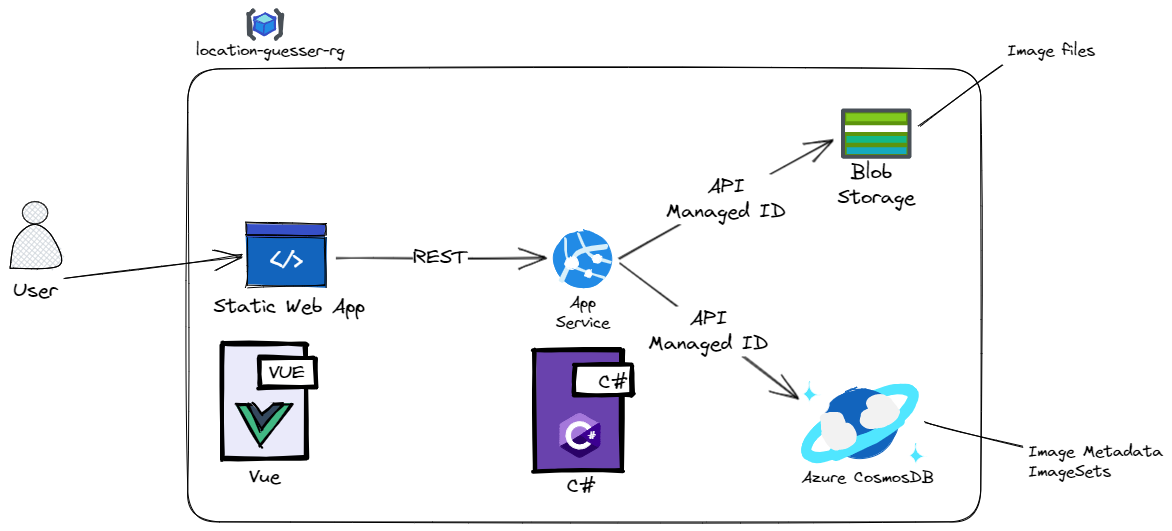 location-guesser-rg
Image files
Blob
Storage
API
Managed ID
User
</>
REST
Static Web App
App
Service
API
Managed ID
VUE
C#
C#
Vue
C#
Azure CosmosDB
Image Metadata
ImageSets